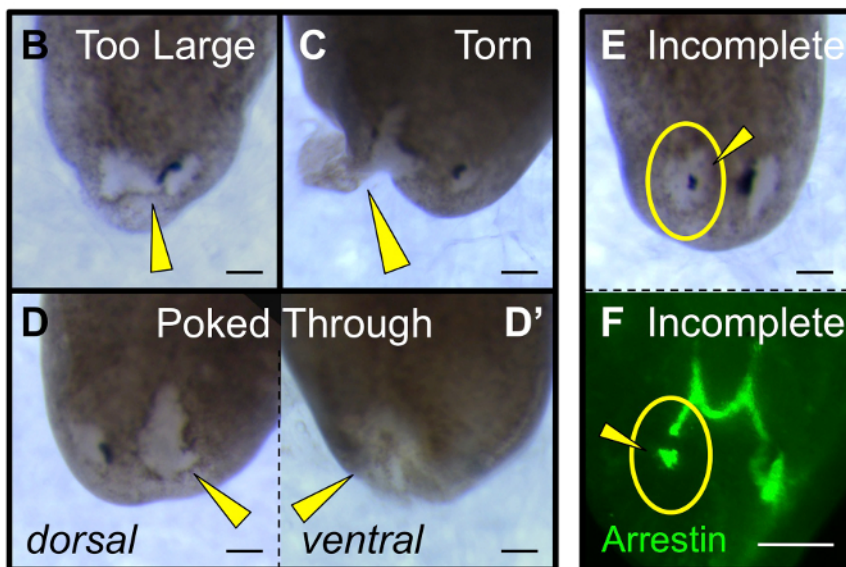 B Too Large
C Torn
E Incomplete
D Poked Through D'
F Incomplete
dorsal
ventral
Arrestin